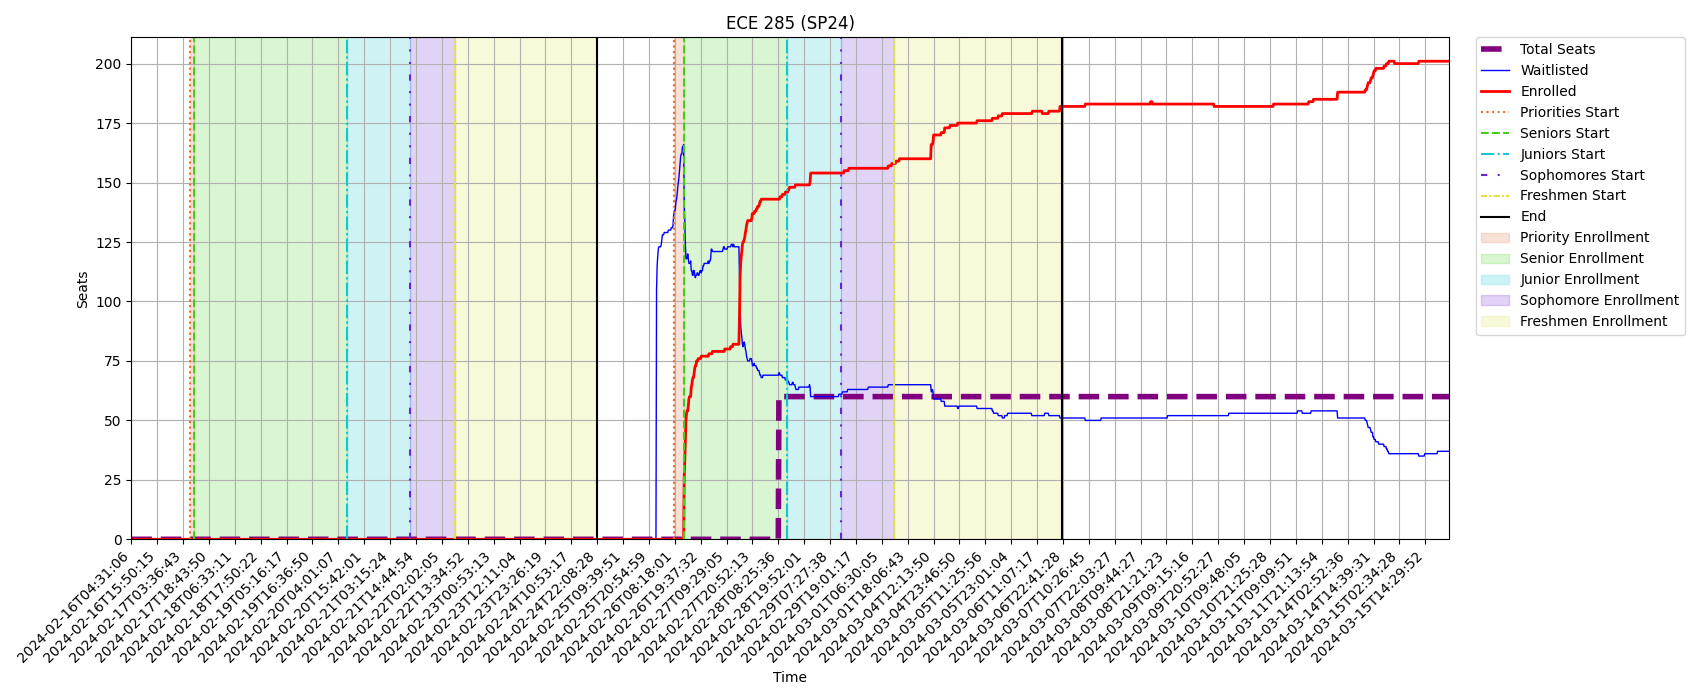 ECE 285 (SP24)
Seats
200
175
150
125
100
75
50
25
0
2024-02-16T04:31:06
2024-02-16T15:50:15
2024-02-17T03:36:43
2024-02-17T18:43:50
2024-02-18T06:33:11
2024-02-18T17:50:22
2024-02-19T05:16:17
2024-02-19T16:36:50
2024-02-20T04:01:07
2024-02-20T15:42:01
2024-02-21T03:15:24
2024-02-21T14:44:54
2024-02-22T02:02:05
2024-02-22T13:34:52
2024-02-23T00:53:13
2024-02-23T12:11:04
2024-02-23T23:26:19
2024-02-24T10:53:17
2024-02-24T22:08:28
2024-02-25T09:39:51
2024-02-25T20:54:59
2024-02-26T08:18:01
2024-02-26T19:37:32
2024-02-27T09:29:05
2024-02-27T20:52:13
2024-02-28T08:25:36
2024-02-28T19:52:01
2024-02-29T07:27:38
2024-02-29T19:01:17
2024-03-01T06:30:05
2024-03-01T18:06:43
2024-03-04T12:13:50
2024-03-04T23:46:50
2024-03-05T11:25:56
2024-03-05T23:01:04
2024-03-06T11:07:17
2024-03-06T22:41:28
2024-03-07T10:26:45
2024-03-07T22:03:27
2024-03-08T09:44:27
2024-03-08T21:21:23
2024-03-09T09:15:16
2024-03-09T20:52:27
2024-03-10T09:48:05
2024-03-10T21:25:28
2024-03-11T09:09:51
2024-03-11T21:13:54
2024-03-14T02:52:36
2024-03-14T14:39:31
2024-03-15T02:34:28
2024-03-15T14:29:52
Time
Total Seats
Waitlisted
Enrolled
Priorities Start
Seniors Start
Juniors Start
Sophomores Start
Freshmen Start
End
Priority Enrollment
Senior Enrollment
Junior Enrollment
Sophomore Enrollment
Freshmen Enrollment